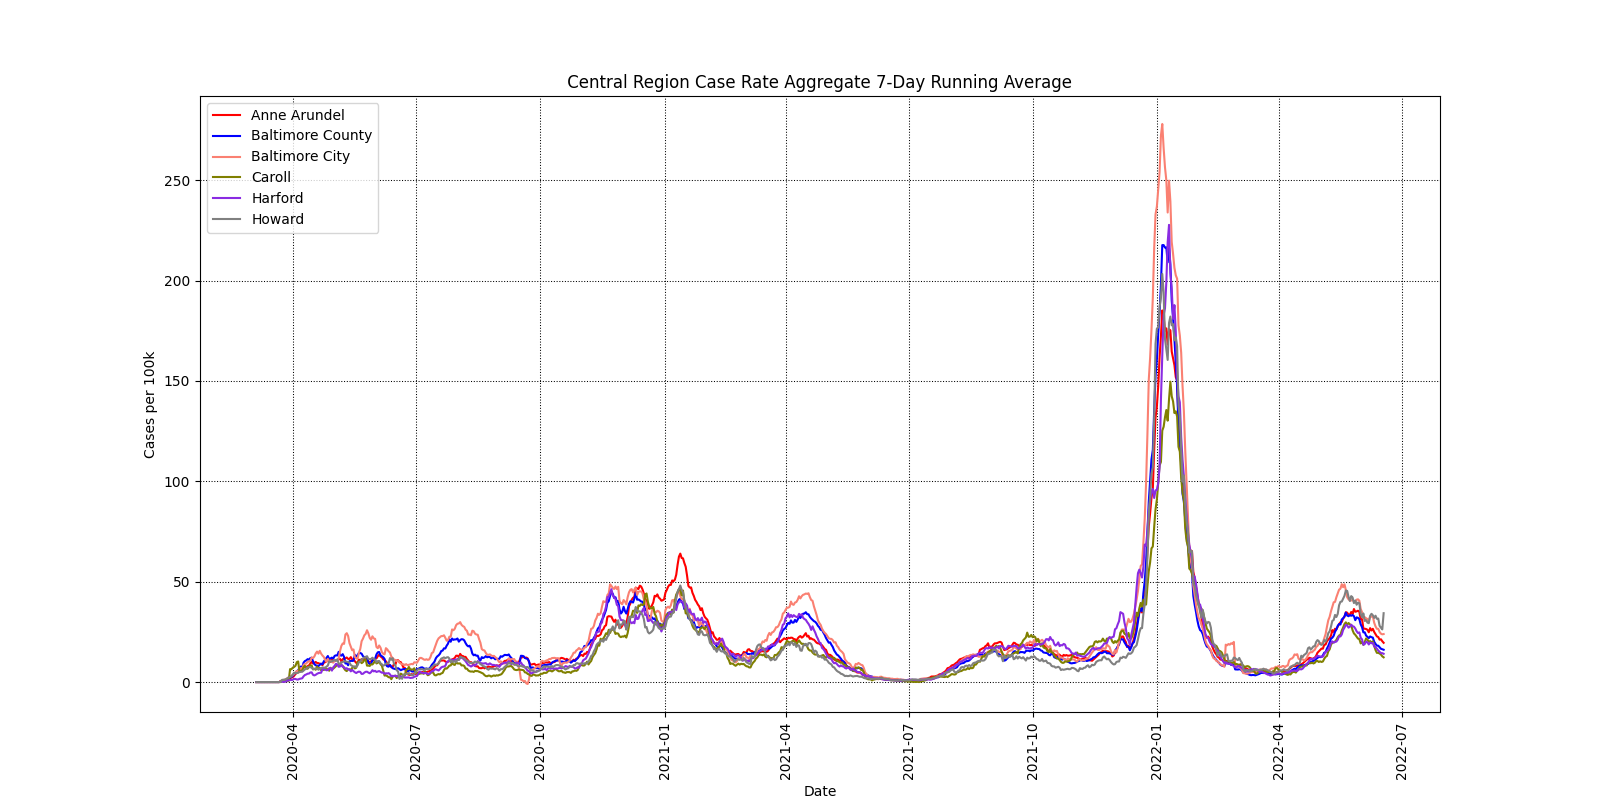 Central Region Case Rate Aggregate 7-Day Running Average
Anne Arundel
Baltimore County
Baltimore City
Caroll
Harford
Howard
Cases per 100k
250
200
150
100
50
0
2020-04
2020-07
2020-10
2021-01
2021-04
2021-07
2021-10
2022-01
2022-04
2022-07
Date